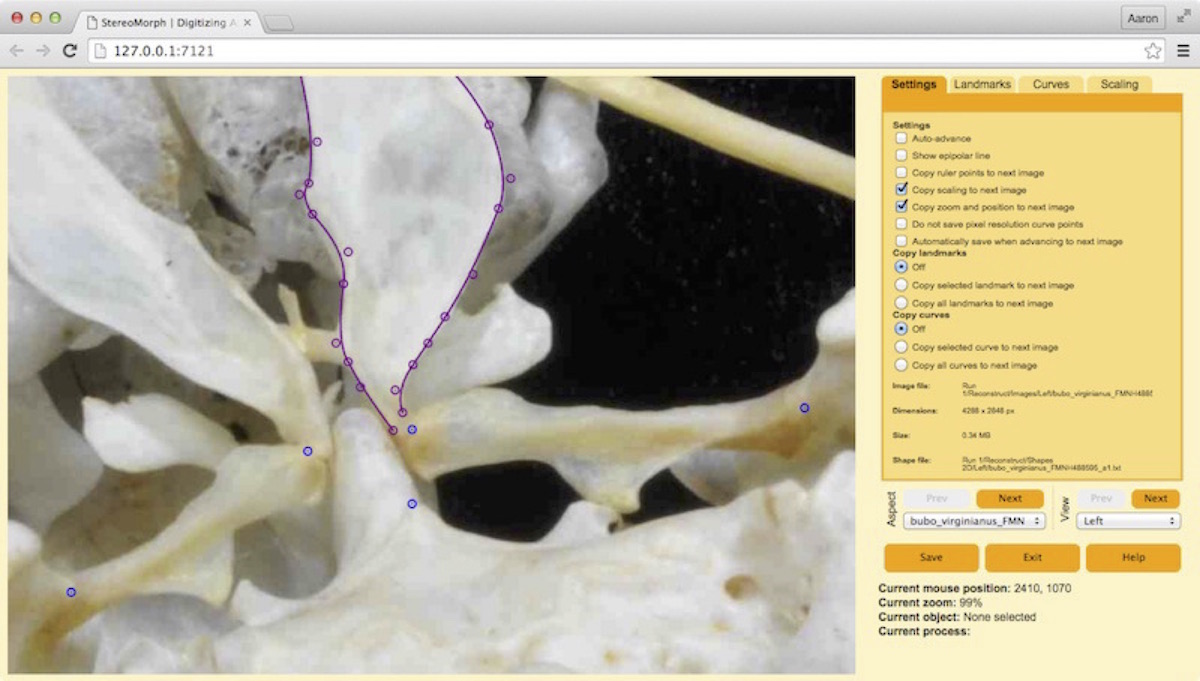 StereoMorph | Digitizing A
Aaron
127.0.0.1:7121
Settings Landmarks Curves Scaling
Settings
Auto-advance
Show epipolar line
Copy ruler points to next image
Copy scaling to next image
Copy zoom and position to next image
Do not save pixel resolution curve points
Automatically save when advancing to next image
Copy landmarks
Off
Copy selected landmark to next image
Copy all landmarks to next image
Copy curves
Off
Copy selected curve to next image
Copy all curves to next image
Image file: Run
1/Reconstruct/Images/Left/bubo_virginianus_FMNH4885
Dimensions: 4288 x 2848 px
Size: 0.34 MB
Shape file: Run 1/Reconstruct/Shapes
2D/Left/bubo_virginianus_FMNH488595_a1.txt
Aspect Prev Next View Prev Next
bubo_virginianus_FMN Left
Save Exit Help
Current mouse position: 2410, 1070
Current zoom: 99%
Current object: None selected
Current process: